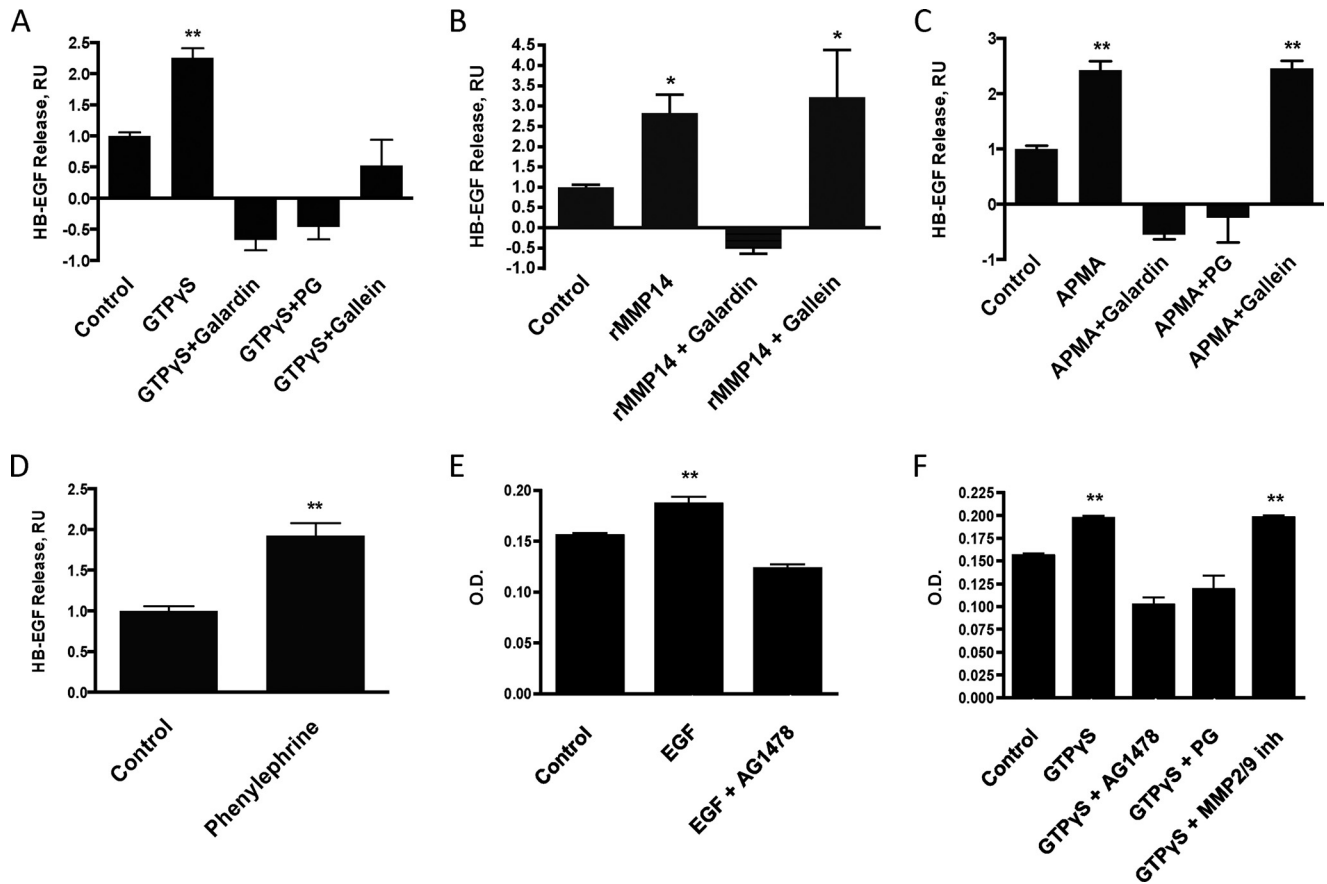 A
HB-EGF Release, RU
2.5
2.0
1.5
1.0
0.5
0.0
-0.5
-1.0
**
Control
GTPγS
GTPγS+Galardin
GTPγS+PG
GTPγS+Gallein
B
HB-EGF Release, RU
4.5
4.0
3.5
3.0
2.5
2.0
1.5
1.0
0.5
0.0
-0.5
-1.0
*
*
Control
rMMP14
rMMP14 + Galardin
rMMP14 + Gallein
C
HB-EGF Release, RU
3
2
1
0
-1
**
**
Control
APMA
APMA+Galardin
APMA+PG
APMA+Gallein
D
HB-EGF Release, RU
2.5
2.0
1.5
1.0
0.5
0.0
**
Control
Phenylephrine
E
O.D.
0.20
0.15
0.10
0.05
0.00
**
Control
EGF
EGF + AG1478
F
O.D.
0.225
0.200
0.175
0.150
0.125
0.100
0.075
0.050
0.025
0.000
**
**
Control
GTPγS
GTPγS + AG1478
GTPγS + PG
GTPγS + MMP2/9 inh